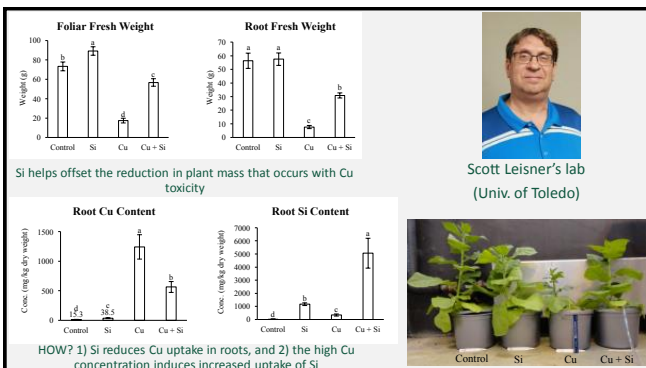 Foliar Fresh Weight
Weight (g)
100
80
60
40
20
0
b
a
d
c
Control Si Cu Cu + Si
Root Fresh Weight
Weight (g)
70
60
50
40
30
20
10
0
a
a
c
b
Control Si Cu Cu + Si
Si helps offset the reduction in plant mass that occurs with Cu
toxicity
Scott Leisner’s lab
(Univ. of Toledo)
Root Cu Content
Conc. (mg/kg dry weight)
1500
1000
500
0
d
15.3
c
38.5
a
b
Control Si Cu Cu + Si
Root Si Content
Conc. (mg/kg dry weight)
7000
6000
5000
4000
3000
2000
1000
0
d
b
c
a
Control Si Cu Cu + Si
HOW? 1) Si reduces Cu uptake in roots, and 2) the high Cu
concentration induces increased uptake of Si
Control Si Cu Cu + Si